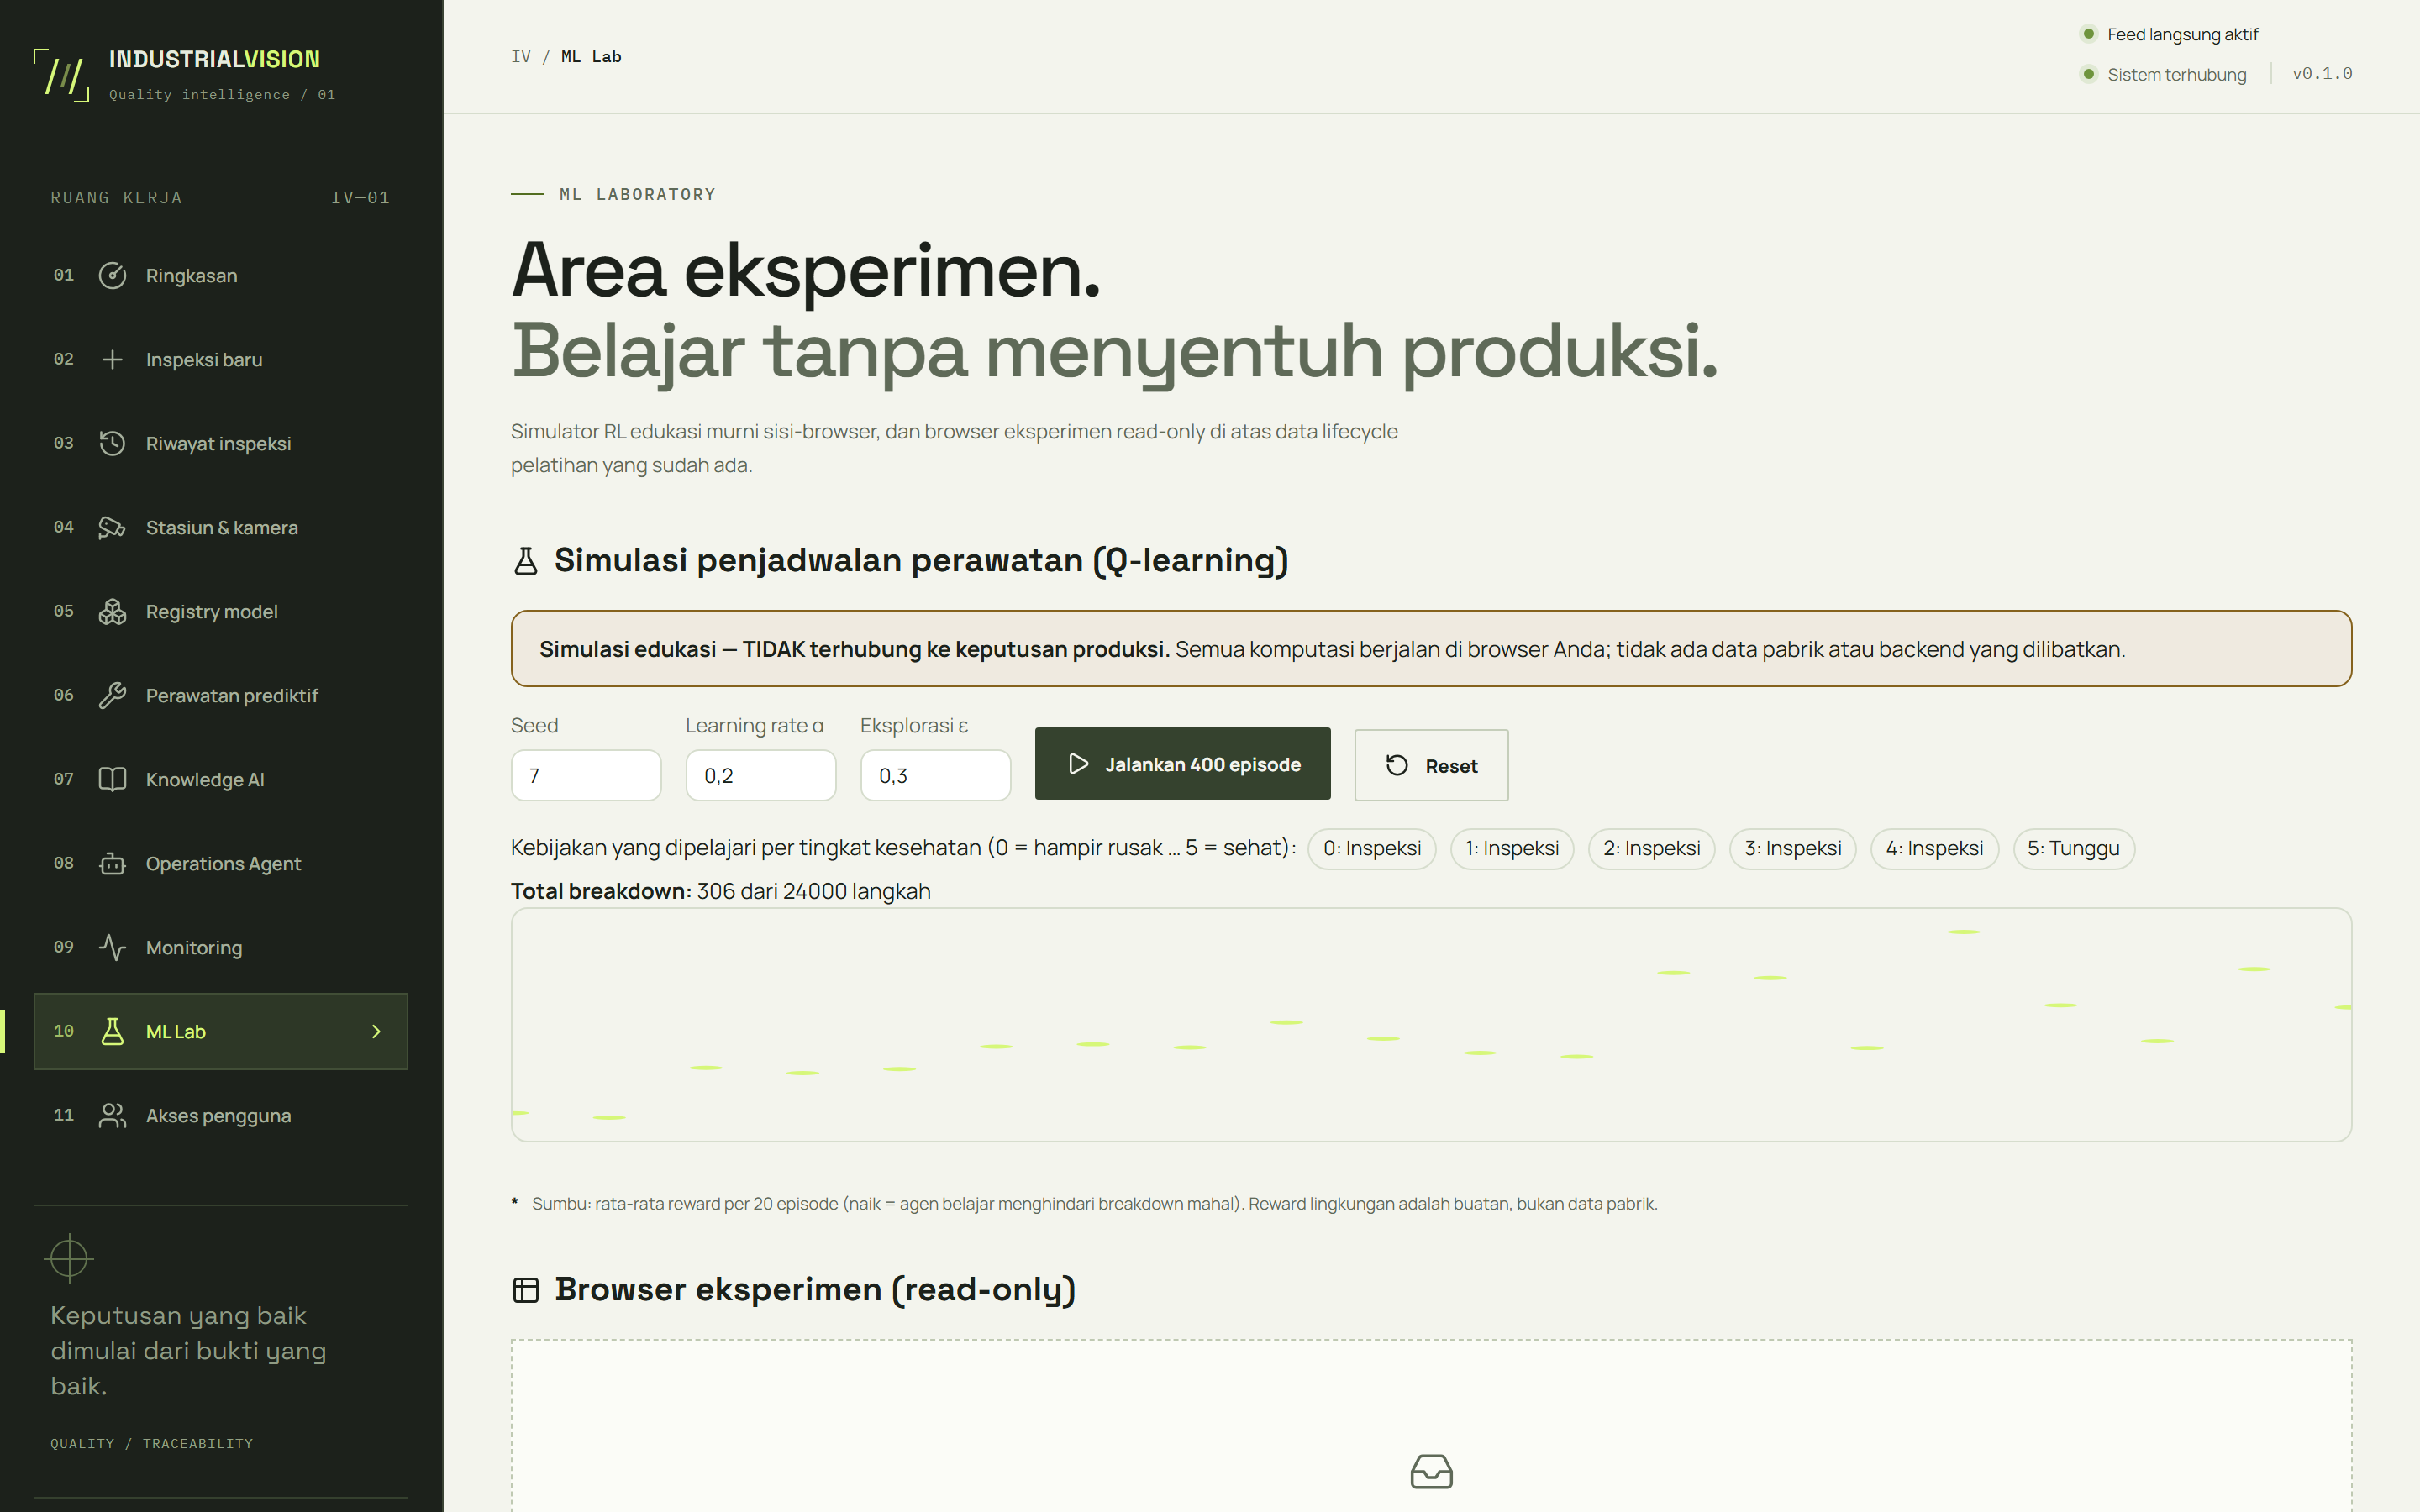 INDUSTRIALVISION
Quality intelligence / 01
RUANG KERJA IV—01
01 Ringkasan
02 Inspeksi baru
03 Riwayat inspeksi
04 Stasiun & kamera
05 Registry model
06 Perawatan prediktif
07 Knowledge AI
08 Operations Agent
09 Monitoring
10 ML Lab
11 Akses pengguna
Keputusan yang baik
dimulai dari bukti yang
baik.
QUALITY / TRACEABILITY
IV / ML Lab
Feed langsung aktif
Sistem terhubung v0.1.0
ML LABORATORY
Area eksperimen.
Belajar tanpa menyentuh produksi.
Simulator RL edukasi murni sisi-browser, dan browser eksperimen read-only di atas data lifecycle
pelatihan yang sudah ada.
Simulasi penjadwalan perawatan (Q-learning)
Simulasi edukasi — TIDAK terhubung ke keputusan produksi. Semua komputasi berjalan di browser Anda; tidak ada data pabrik atau backend yang dilibatkan.
Seed Learning rate α Eksplorasi ε
7 0,2 0,3 Jalankan 400 episode Reset
Kebijakan yang dipelajari per tingkat kesehatan (0 = hampir rusak … 5 = sehat): 0: Inspeksi 1: Inspeksi 2: Inspeksi 3: Inspeksi 4: Inspeksi 5: Tunggu
Total breakdown: 306 dari 24000 langkah
* Sumbu: rata-rata reward per 20 episode (naik = agen belajar menghindari breakdown mahal). Reward lingkungan adalah buatan, bukan data pabrik.
Browser eksperimen (read-only)